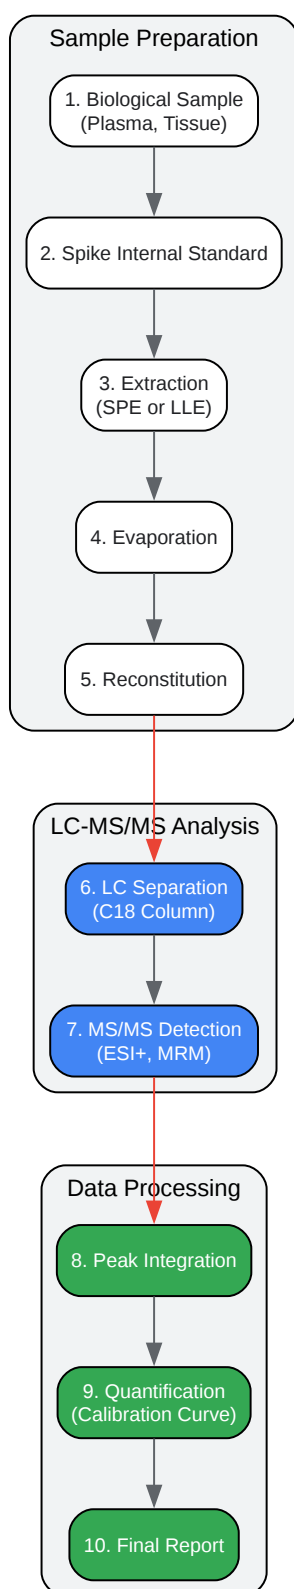 Sample Preparation
1. Biological Sample
(Plasma, Tissue)
2. Spike Internal Standard
3. Extraction
(SPE or LLE)
4. Evaporation
5. Reconstitution
LC-MS/MS Analysis
6. LC Separation
(C18 Column)
7. MS/MS Detection
(ESI+, MRM)
Data Processing
8. Peak Integration
9. Quantification
(Calibration Curve)
10. Final Report